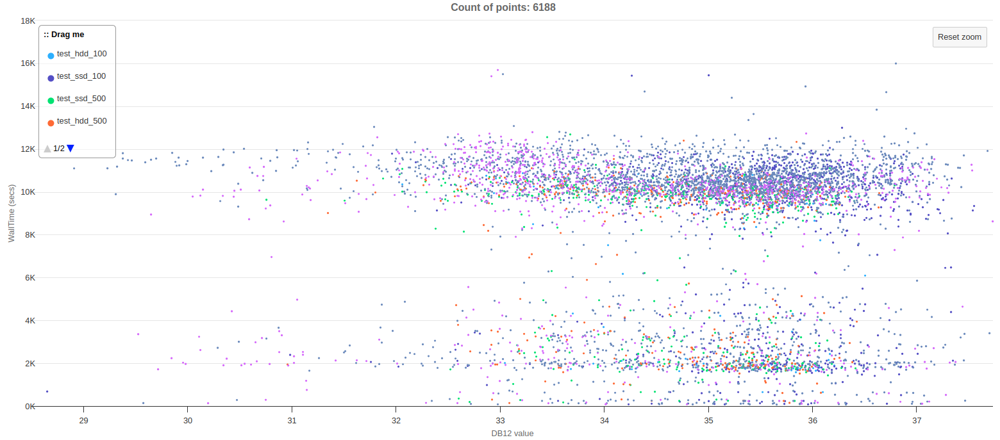 Count of points: 6188
18K
16K
14K
12K
10K
8K
6K
4K
2K
0K
WallTime (secs)
:: Drag me
test_hdd_100
test_ssd_100
test_ssd_500
test_hdd_500
1/2
Reset zoom
29 30 31 32 33 34 35 36 37
DB12 value